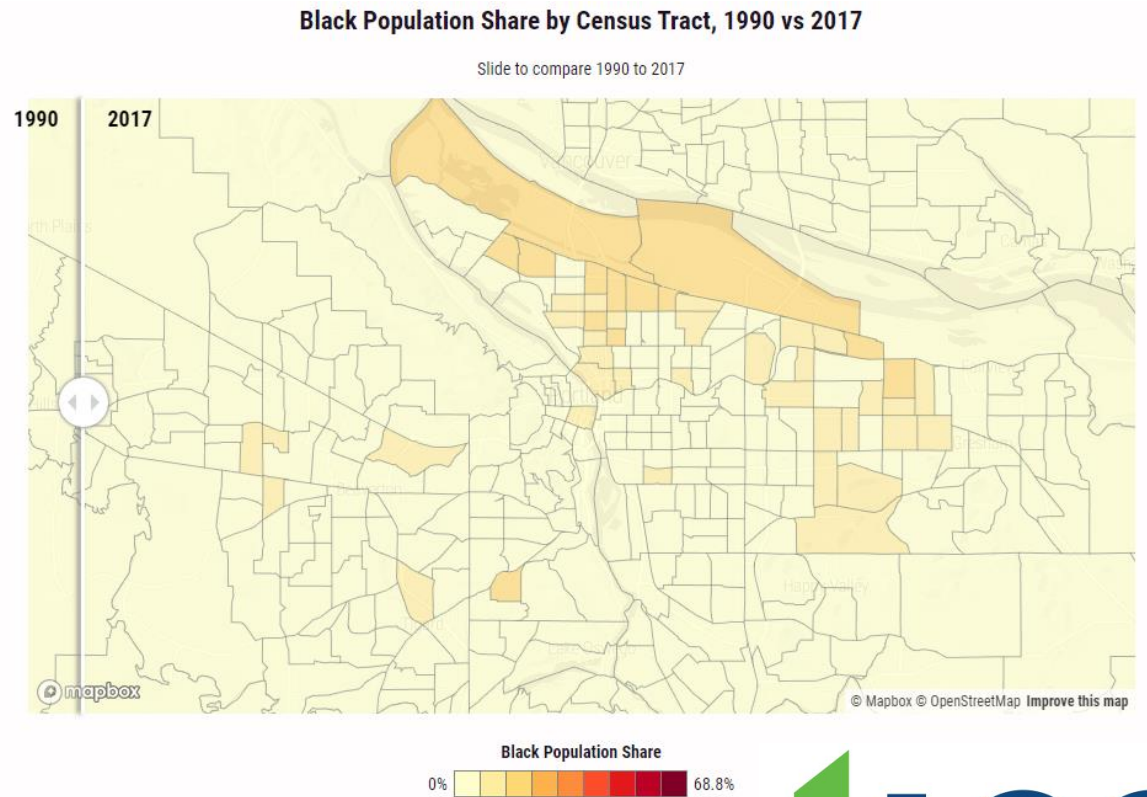 Black Population Share by Census Tract, 1990 vs 2017
Slide to compare 1990 to 2017
1990
2017
Vancouver
Portland
Gresham
Happy Valley
mapbox
© Mapbox © OpenStreetMap Improve this map
Black Population Share
0%
68.8%